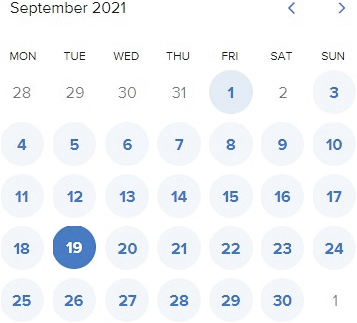 September 2021
MON TUE WED THU FRI SAT SUN
28 29 30 31 1 2 3
4 5 6 7 8 9 10
11 12 13 14 15 16 17
18 19 20 21 22 23 24
25 26 27 28 29 30 1